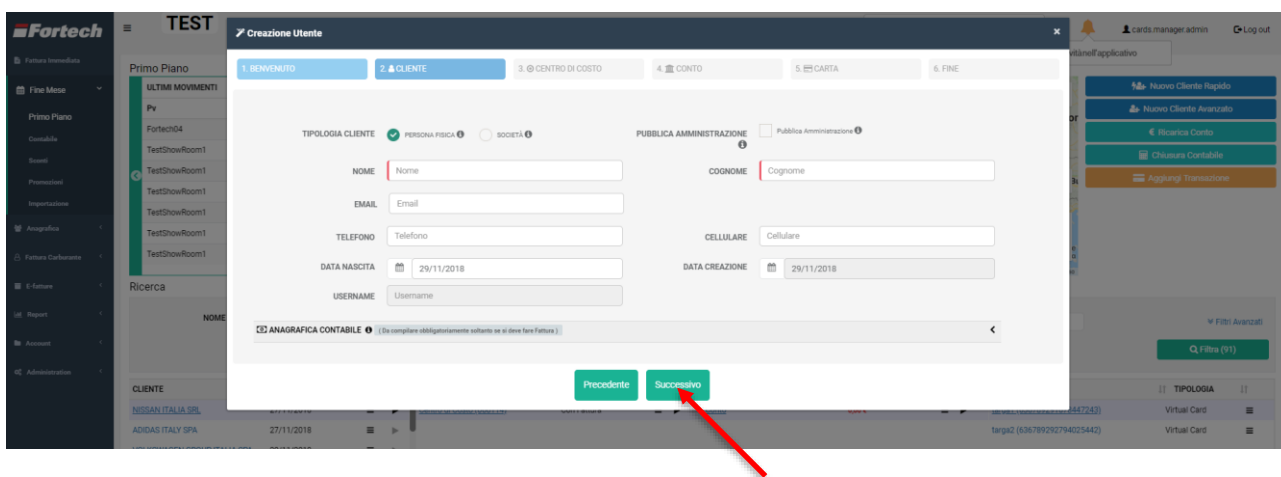 Fortech
TEST
Creazione Utente
×
cards.manager.admin
Log out
Fattura Immediata
Fine Mese
Primo Piano
Contabile
Sconti
Promozioni
Importazione
Anagrafica
Fattura Carburante
E-fatture
Report
Account
Administration
Primo Piano
ULTIMI MOVIMENTI
Pv
Fortech04
TestShowRoom1
TestShowRoom1
TestShowRoom1
TestShowRoom1
TestShowRoom1
TestShowRoom1
1. BENVENUTO
2. CLIENTE
3. CENTRO DI COSTO
4. CONTO
5. CARTA
6. FINE
TIPOLOGIA CLIENTE
PERSONA FISICA
SOCIETÀ
PUBBLICA AMMINISTRAZIONE
Pubblica Amministrazione
NOME
Nome
COGNOME
Cognome
EMAIL
Email
TELEFONO
Telefono
CELLULARE
Cellulare
DATA NASCITA
29/11/2018
DATA CREAZIONE
29/11/2018
USERNAME
Username
ANAGRAFICA CONTABILE ( Da compilare obbligatoriamente soltanto se si deve fare Fattura )
Precedente
Successivo
nell'applicativo
Nuovo Cliente Rapido
Nuovo Cliente Avanzato
€ Ricarica Conto
Chiusura Contabile
Aggiungi Transazione
Ricerca
NOME
Filtri Avanzati
Filtra (91)
CLIENTE
TIPOLOGIA
NISSAN ITALIA SRL
27/11/2018
Virtual Card
ADIDAS ITALY SPA
27/11/2018
targa2 (636789292794025442)
Virtual Card